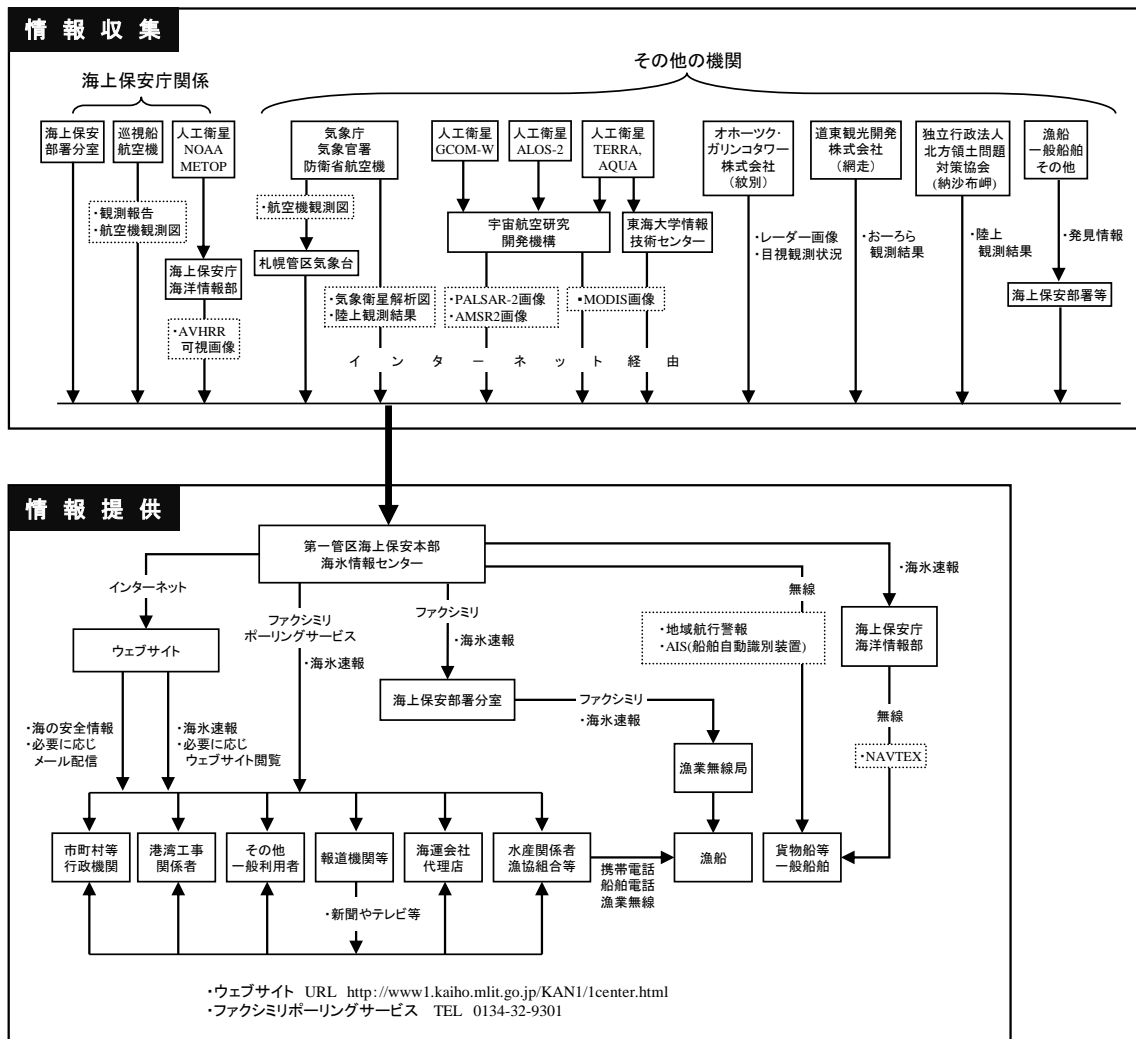 情報収集
海上保安庁関係
その他の機関
海上保安
部署分室
巡視船
航空機
人工衛星
NOAA
METOP
気象庁
気象官署
防衛省航空機
人工衛星
GCOM-W
人工衛星
ALOS-2
人工衛星
TERRA,
AQUA
オホーツク・
ガリンコタワー
株式会社
（紋別）
道東観光開発
株式会社
（網走）
独立行政法人
北方領土問題
対策協会
(納沙布岬)
漁船
一般船舶
その他
・観測報告
・航空機観測図
・航空機観測図
宇宙航空研究
開発機構
東海大学情報
技術センター
・レーダー画像
・目視観測状況
・おーろら
観測結果
・陸上
観測結果
・発見情報
海上保安庁
海洋情報部
札幌管区気象台
・気象衛星解析図
・陸上観測結果
・PALSAR-2画像
・AMSR2画像
▪MODIS画像
海上保安部署等
・AVHRR
可視画像
インターネット経由
情報提供
第一管区海上保安本部
海氷情報センター
インターネット
ファクシミリ
ポーリングサービス
・海氷速報
ファクシミリ
・海氷速報
無線
・海氷速報
・地域航行警報
・AIS(船舶自動識別装置)
海上保安庁
海洋情報部
ウェブサイト
海上保安部署分室
ファクシミリ
・海氷速報
無線
・NAVTEX
・海の安全情報
・必要に応じ
メール配信
・海氷速報
・必要に応じ
ウェブサイト閲覧
漁業無線局
市町村等
行政機関
港湾工事
関係者
その他
一般利用者
報道機関等
海運会社
代理店
水産関係者
漁協組合等
携帯電話
船舶電話
漁業無線
漁船
貨物船等
一般船舶
・新聞やテレビ等
・ウェブサイト URL http://www1.kaiho.mlit.go.jp/KAN1/1center.html
・ファクシミリポーリングサービス TEL 0134-32-9301